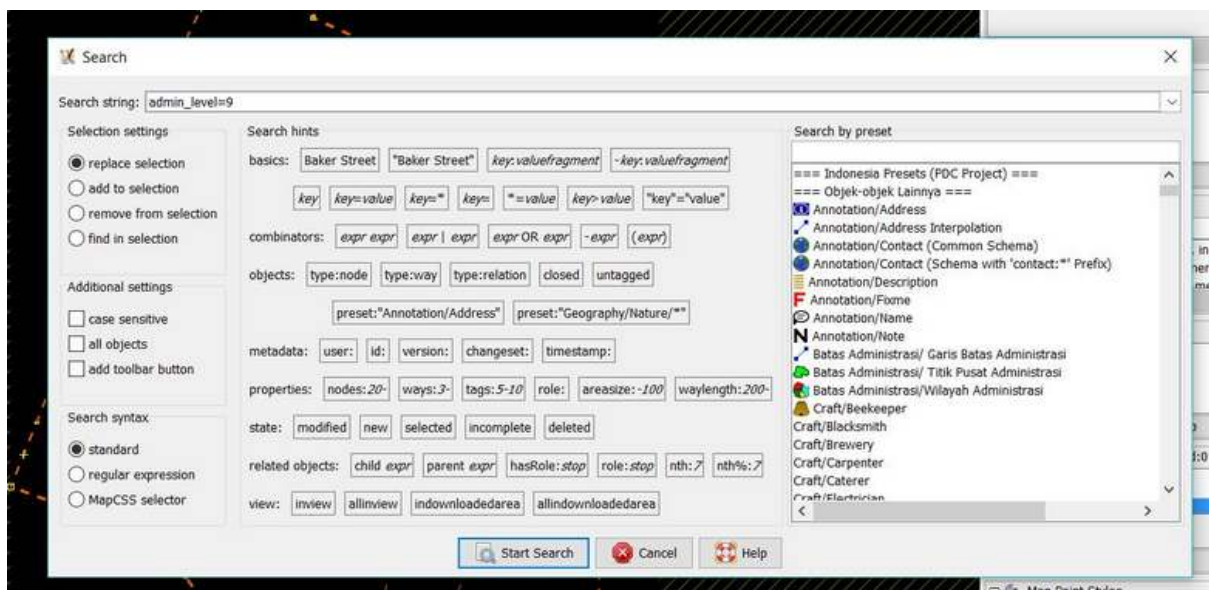 Search
Search string: admin_level=9
Selection settings
replace selection
add to selection
remove from selection
find in selection
Additional settings
case sensitive
all objects
add toolbar button
Search syntax
standard
regular expression
MapCSS selector
Search hints
basics: Baker Street "Baker Street" key:valuefragment -key:valuefragment
key key=value key=* key= *=value key>value "key"="value"
combinators: expr expr expr | expr expr OR expr -expr (expr)
objects: type:node type:way type:relation closed untagged
preset:"Annotation/Address" preset:"Geography/Nature/*"
metadata: user: id: version: changeset: timestamp:
properties: nodes:20- ways:3- tags:5-10 role: areasize:-100 waylength:200-
state: modified new selected incomplete deleted
related objects: child expr parent expr hasRole:stop role:stop nth:7 nth%:7
view: inview allinview indownloadedarea allindownloadedarea
Search by preset
=== Indonesia Presets (PDC Project) ===
=== Objek-objek Lainnya ===
Annotation/Address
Annotation/Address Interpolation
Annotation/Contact (Common Schema)
Annotation/Contact (Schema with 'contact:*' Prefix)
Annotation/Description
Annotation/Fixme
Annotation/Name
Annotation/Note
Batas Administrasi/ Garis Batas Administrasi
Batas Administrasi/ Titik Pusat Administrasi
Batas Administrasi/Wilayah Administrasi
Craft/Beekeeper
Craft/Blacksmith
Craft/Brewery
Craft/Carpenter
Craft/Caterer
Craft/Electrician
Start Search Cancel Help
Map Paint Styles